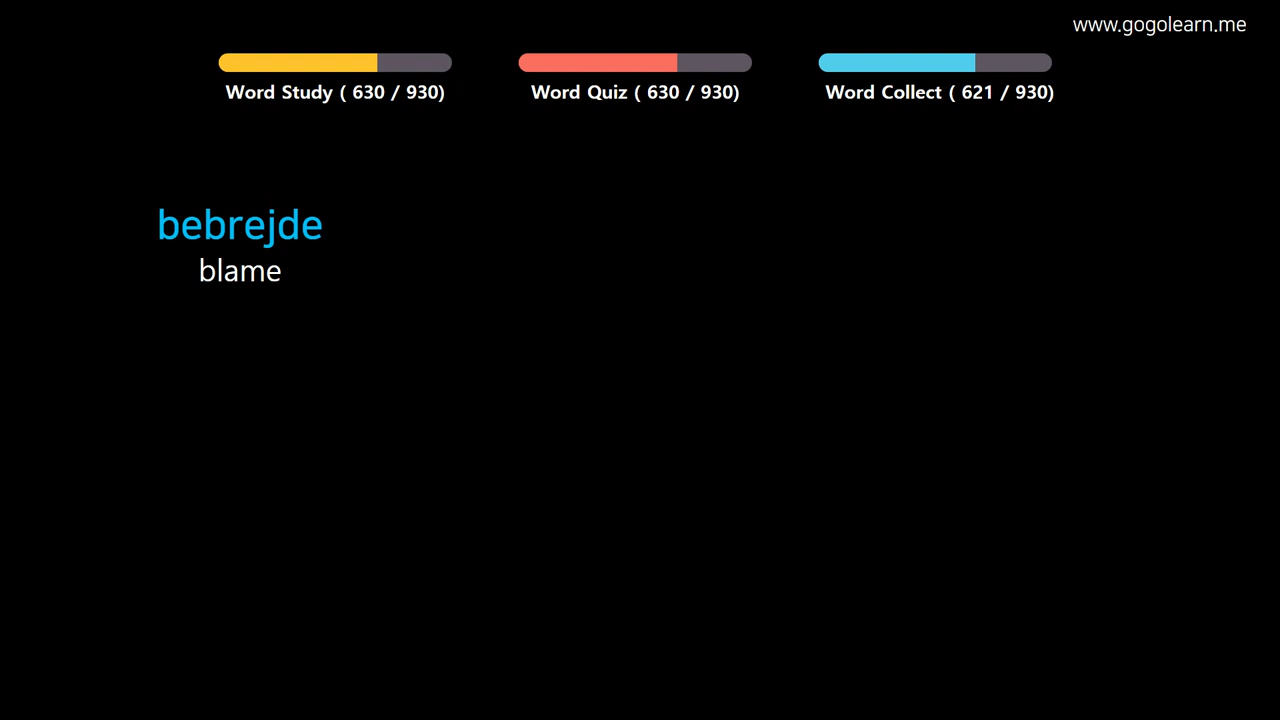 www.gogolearn.me
Word Study ( 630 / 930)
Word Quiz ( 630 / 930)
Word Collect ( 621 / 930)
bebrejde
blame